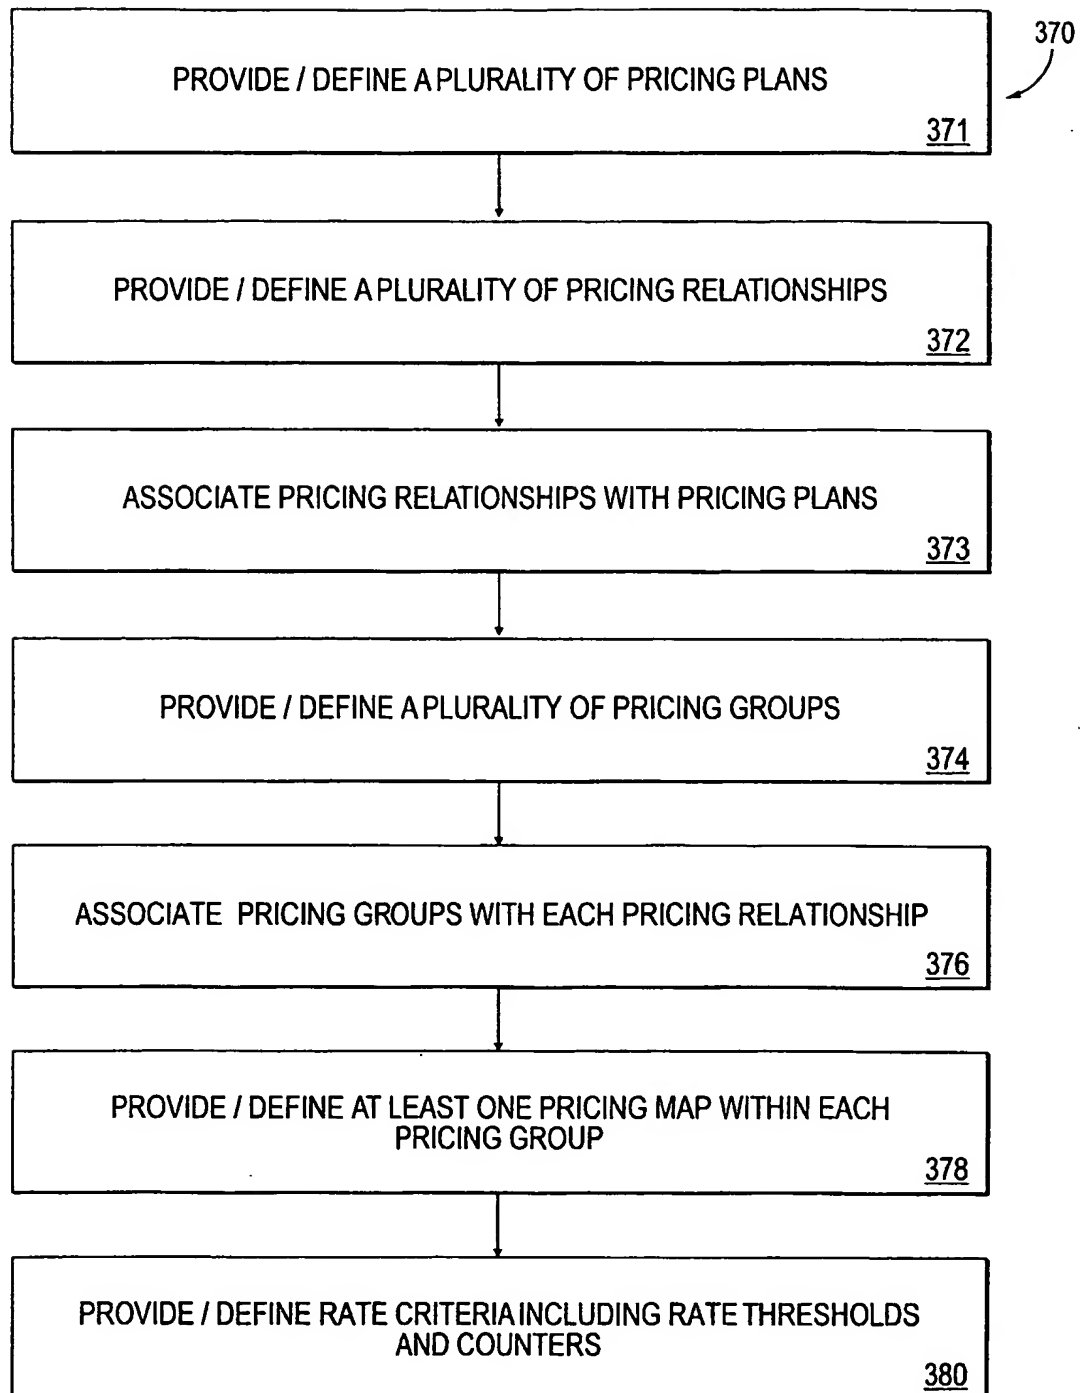 370
PROVIDE / DEFINE A PLURALITY OF PRICING PLANS
371
PROVIDE / DEFINE A PLURALITY OF PRICING RELATIONSHIPS
372
ASSOCIATE PRICING RELATIONSHIPS WITH PRICING PLANS
373
PROVIDE / DEFINE A PLURALITY OF PRICING GROUPS
374
ASSOCIATE PRICING GROUPS WITH EACH PRICING RELATIONSHIP
376
PROVIDE / DEFINE AT LEAST ONE PRICING MAP WITHIN EACH
PRICING GROUP
378
PROVIDE / DEFINE RATE CRITERIA INCLUDING RATE THRESHOLDS
AND COUNTERS
380